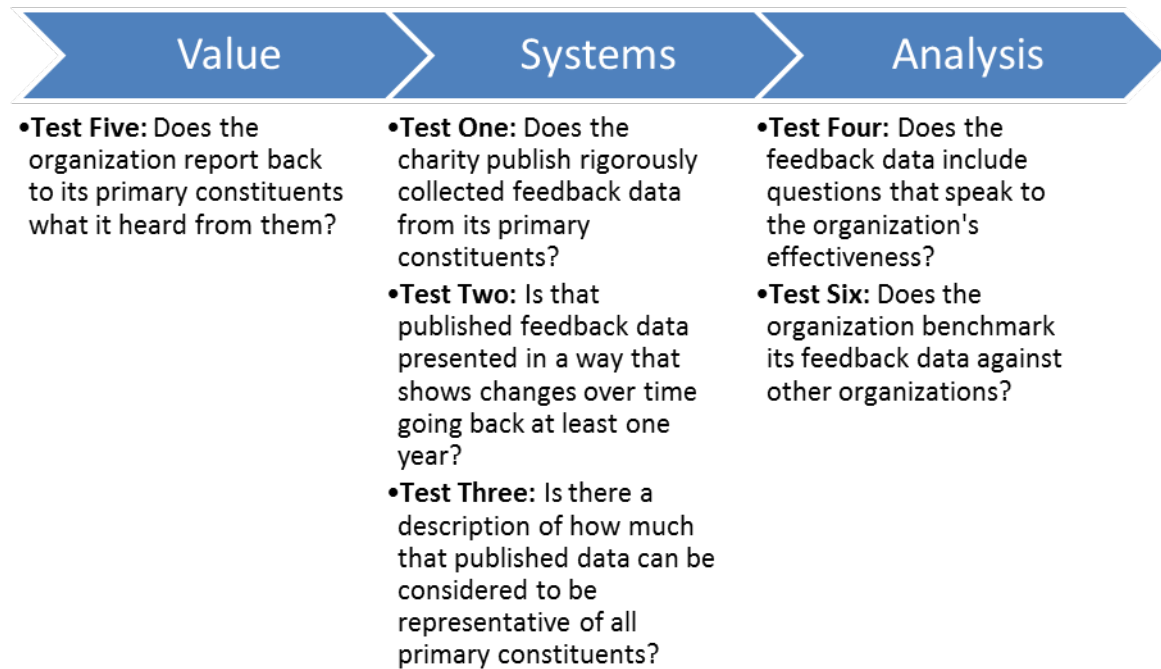 Value
Systems
Analysis
•Test Five: Does the
organization report back
to its primary constituents
what it heard from them?
•Test One: Does the
charity publish rigorously
collected feedback data
from its primary
constituents?
•Test Two: Is that
published feedback data
presented in a way that
shows changes over time
going back at least one
year?
•Test Three: Is there a
description of how much
that published data can be
considered to be
representative of all
primary constituents?
•Test Four: Does the
feedback data include
questions that speak to
the organization's
effectiveness?
•Test Six: Does the
organization benchmark
its feedback data against
other organizations?